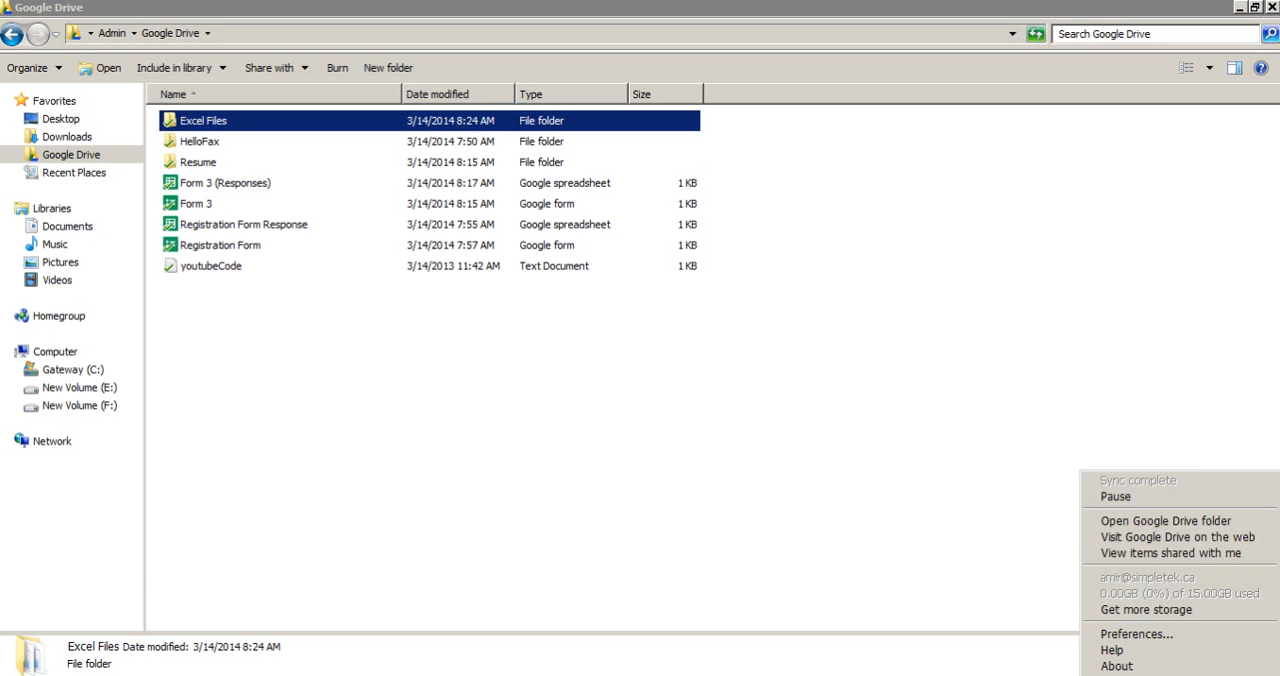 Google Drive
Admin Google Drive
Search Google Drive
Organize Open Include in library Share with Burn New folder
Favorites
Desktop
Downloads
Google Drive
Recent Places
Libraries
Documents
Music
Pictures
Videos
Homegroup
Computer
Gateway (C:)
New Volume (E:)
New Volume (F:)
Network
Name Date modified Type Size
Excel Files 3/14/2014 8:24 AM File folder
HelloFax 3/14/2014 7:50 AM File folder
Resume 3/14/2014 8:15 AM File folder
Form 3 (Responses) 3/14/2014 8:17 AM Google spreadsheet 1 KB
Form 3 3/14/2014 8:15 AM Google form 1 KB
Registration Form Response 3/14/2014 7:55 AM Google spreadsheet 1 KB
Registration Form 3/14/2014 7:57 AM Google form 1 KB
youtubeCode 3/14/2013 11:42 AM Text Document 1 KB
Sync complete
Pause
Open Google Drive folder
Visit Google Drive on the web
View items shared with me
amir@simpletek.ca
0.00GB (0%) of 15.00GB used
Get more storage
Preferences...
Help
About
Excel Files Date modified: 3/14/2014 8:24 AM
File folder